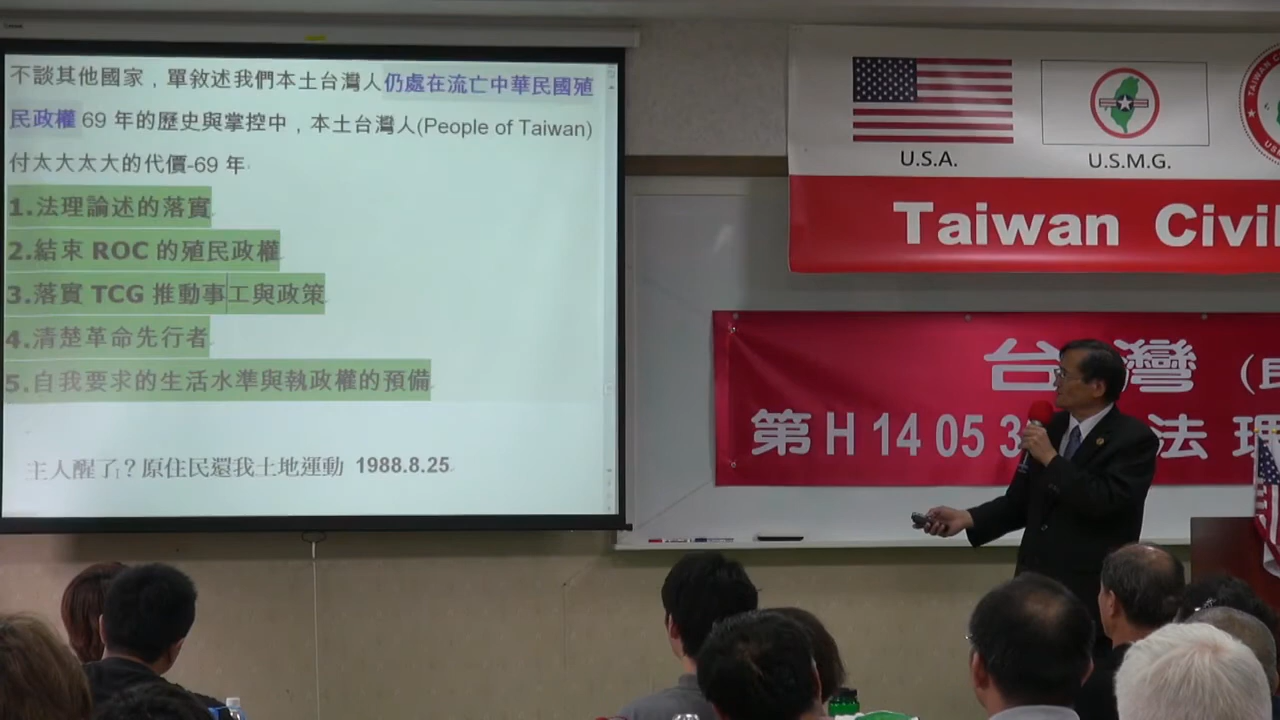 不談其他國家，單敘述我們本土台灣人仍處在流亡中華民國殖
民政權 69 年的歷史與掌控中，本土台灣人(People of Taiwan)
付太大太大的代價-69 年
1.法理論述的落實
2.結束 ROC 的殖民政權
3.落實 TCG 推動事工與政策
4.清楚革命先行者
5.自我要求的生活水準與執政權的預備
主人醒了？原住民還我土地運動 1988.8.25
U.S.A.
U.S.M.G.
Taiwan Civil
台灣(民
第H14053 法理